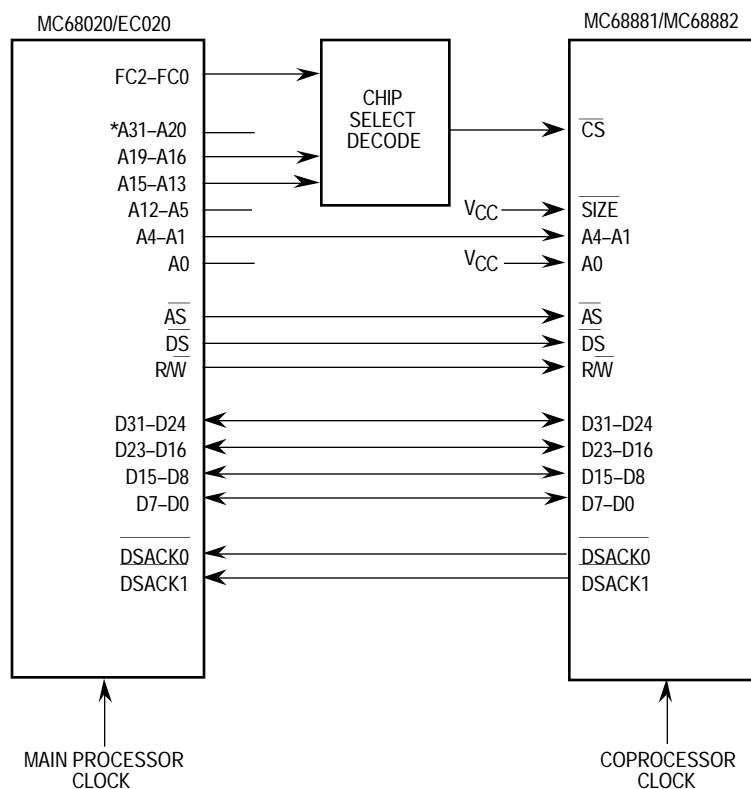 MC68020/EC020
MC68881/MC68882
FC2–FC0
*A31–A20
A19–A16
A15–A13
A12–A5
A4–A1
A0
AS
DS
R/W
D31–D24
D23–D16
D15–D8
D7–D0
DSACK0
DSACK1
CHIP
SELECT
DECODE
VCC
VCC
CS
SIZE
A4–A1
A0
AS
DS
R/W
D31–D24
D23–D16
D15–D8
D7–D0
DSACK0
DSACK1
MAIN PROCESSOR
CLOCK
COPROCESSOR
CLOCK